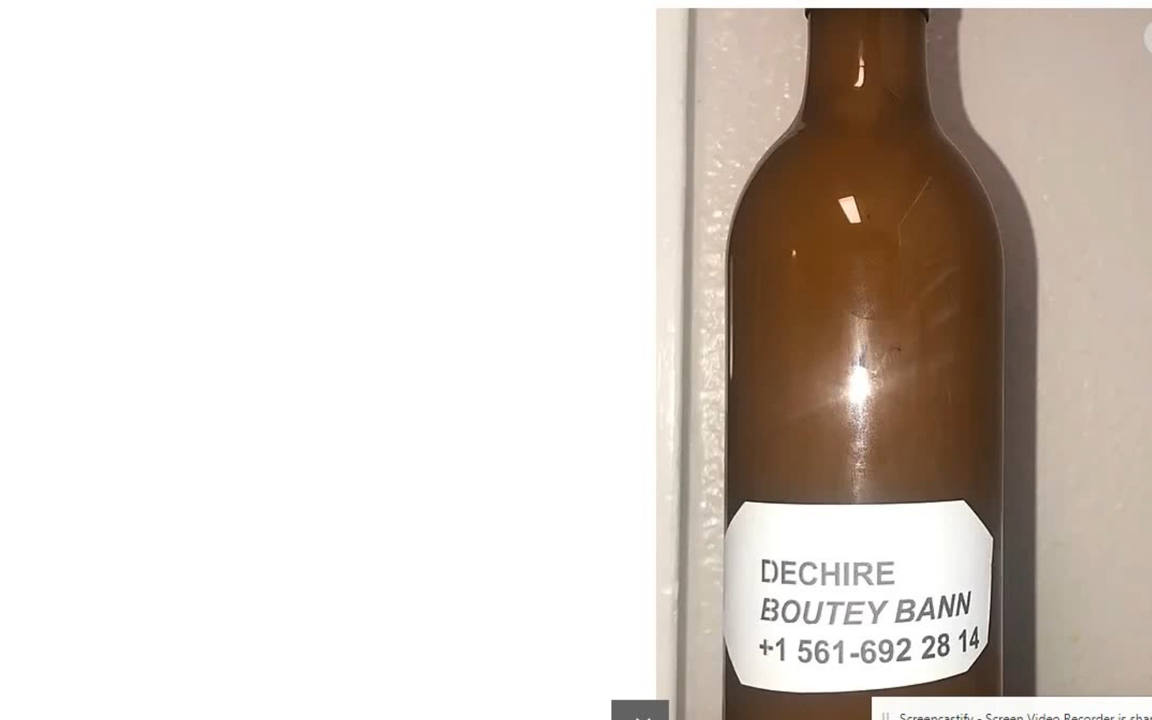 DECHIRE
BOUTEY BANN
+1 561-692 28 14
Screencastify - Screen Video Recorder is